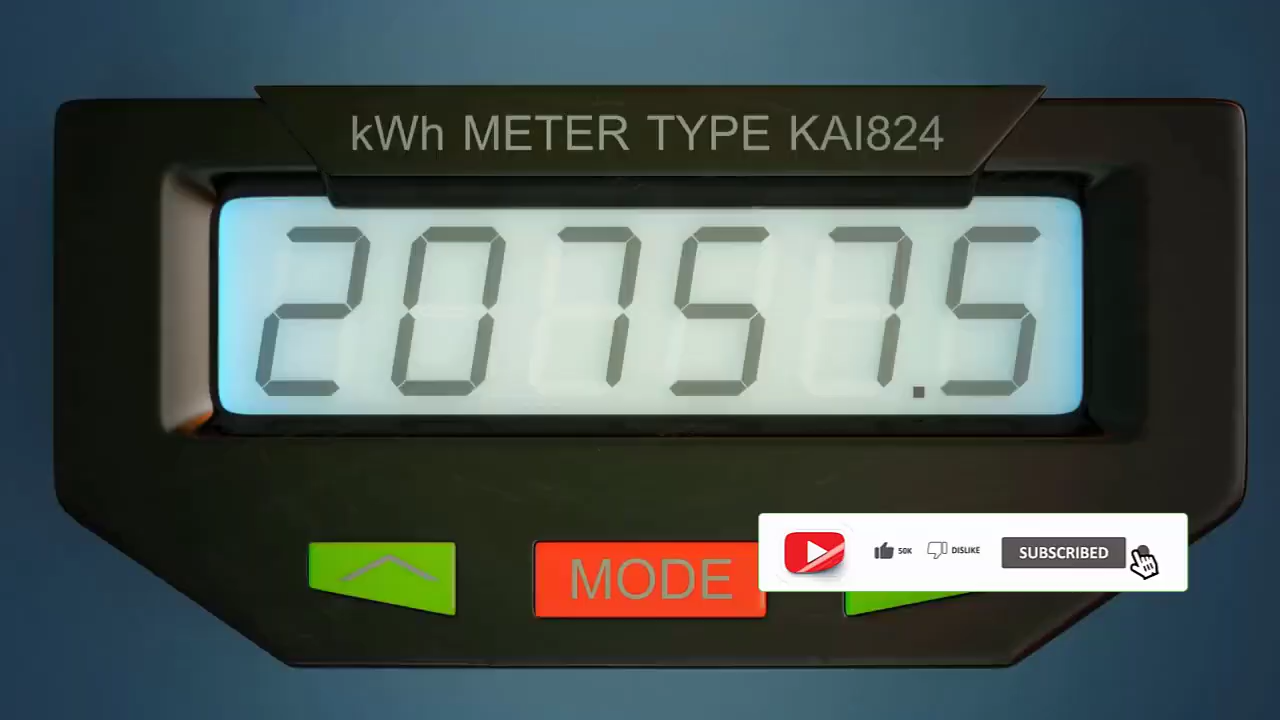 kWh METER TYPE KAI824
20757.5
MODE
50K
DISLIKE
SUBSCRIBED